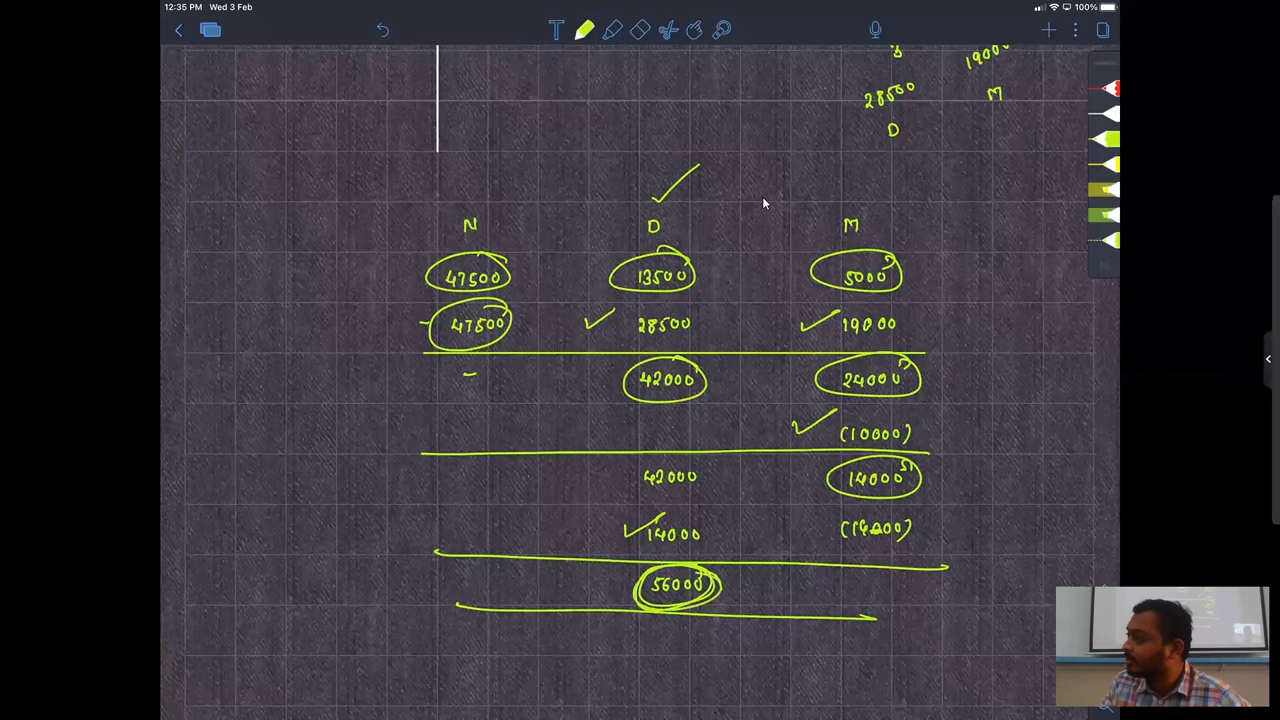 12:35 PM Wed 3 Feb
100%
T
19000
28500 M
D
N D M
47500 13500 5000
- 47500 28500 19000
- 42000 24000
(10000)
42000 14000
14000 (14000)
56000